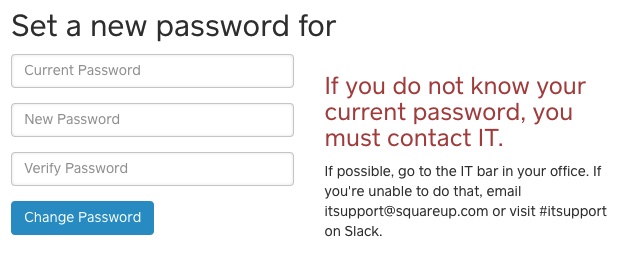 Set a new password for
Current Password
New Password
Verify Password
Change Password
If you do not know your
current password, you
must contact IT.
If possible, go to the IT bar in your office. If
you're unable to do that, email
itsupport@squareup.com or visit #itsupport
on Slack.